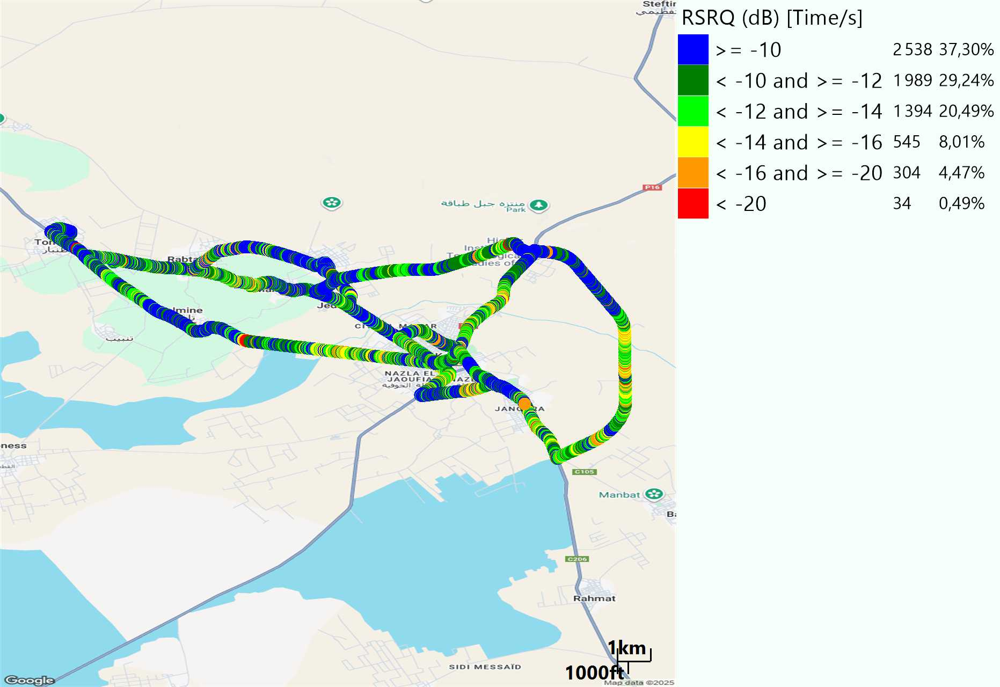 RSRQ (dB) [Time/s]
>= -10 2 538 37,30%
< -10 and >= -12 1 989 29,24%
< -12 and >= -14 1 394 20,49%
< -14 and >= -16 545 8,01%
< -16 and >= -20 304 4,47%
< -20 34 0,49%
P16
منتزه جبل طباقة
Park
Technological
تنبيب
NAZLA EL
JAOUFIA
C105
Manbat
C206
Rahmat
1km
1000ft
SIDI MESSAÏD
Google
Map data ©2025